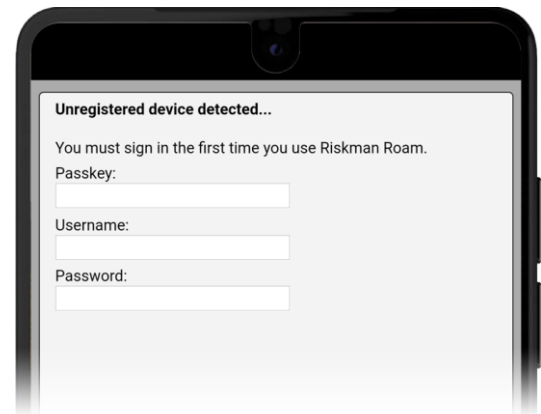 Unregistered device detected...
You must sign in the first time you use Riskman Roam.
Passkey:
Username:
Password: